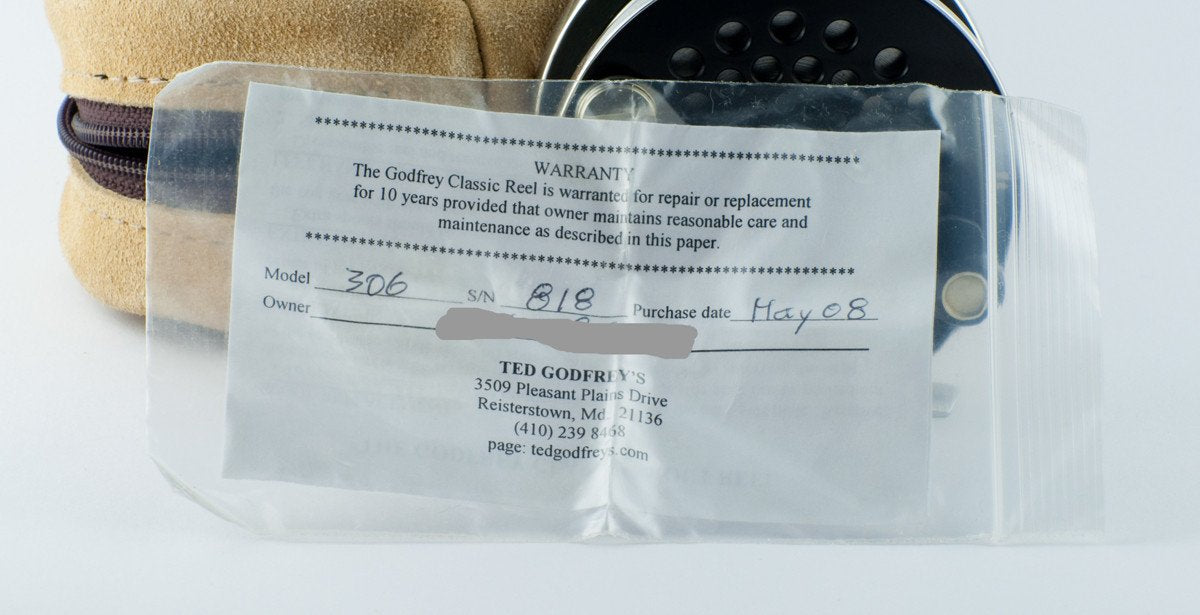 ******************************************************************
WARRANTY
The Godfrey Classic Reel is warranted for repair or replacement
for 10 years provided that owner maintains reasonable care and
maintenance as described in this paper.
******************************************************************
Model 306 S/N 818 Purchase date May 08
Owner
TED GODFREY'S
3509 Pleasant Plains Drive
Reisterstown, Md. 21136
(410) 239 8468
page: tedgodfreys.com